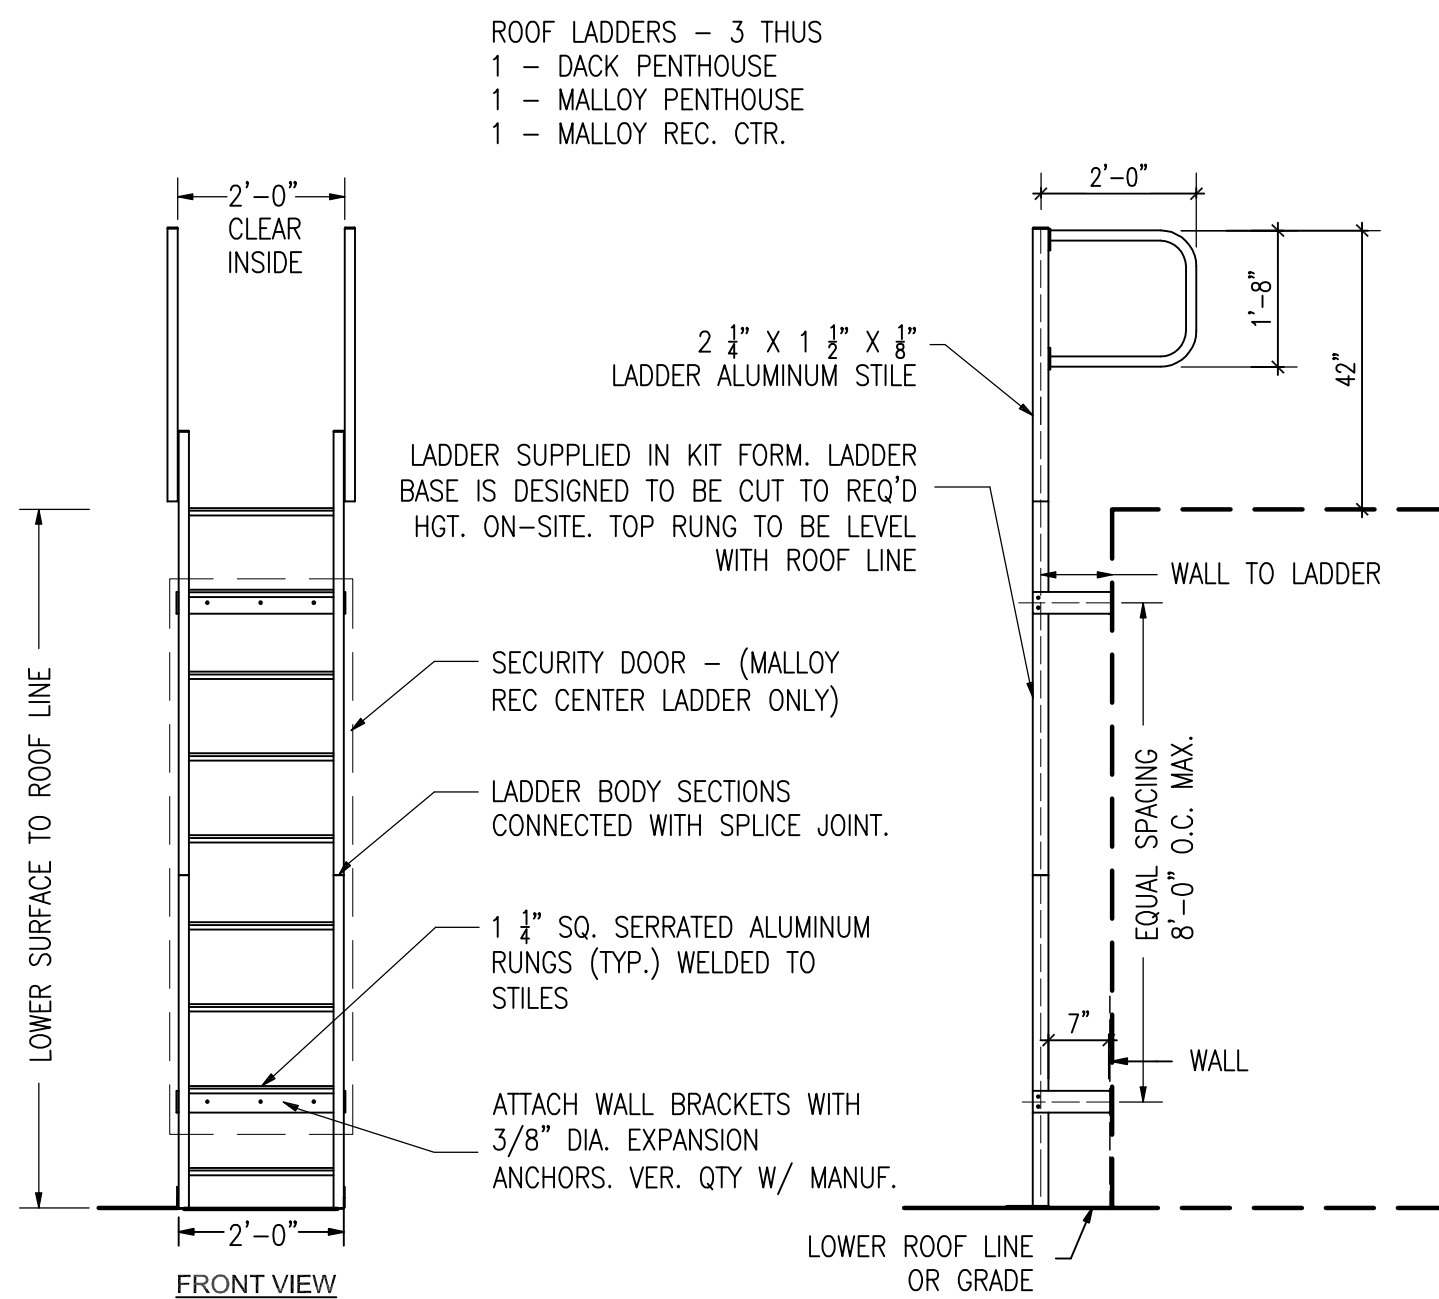 ROOF LADDERS – 3 THUS
1 – DACK PENTHOUSE
1 – MALLOY PENTHOUSE
1 – MALLOY REC. CTR.
2'-0"
CLEAR
INSIDE
2'-0"
1'-8"
42"
2 1/4" X 1 1/2" X 1/8"
LADDER ALUMINUM STILE
LADDER SUPPLIED IN KIT FORM. LADDER
BASE IS DESIGNED TO BE CUT TO REQ'D
HGT. ON-SITE. TOP RUNG TO BE LEVEL
WITH ROOF LINE
WALL TO LADDER
SECURITY DOOR – (MALLOY
REC CENTER LADDER ONLY)
LOWER SURFACE TO ROOF LINE
LADDER BODY SECTIONS
CONNECTED WITH SPLICE JOINT.
EQUAL SPACING
8'-0" O.C. MAX.
1 1/4" SQ. SERRATED ALUMINUM
RUNGS (TYP.) WELDED TO
STILES
7"
WALL
ATTACH WALL BRACKETS WITH
3/8" DIA. EXPANSION
ANCHORS. VER. QTY W/ MANUF.
2'-0"
LOWER ROOF LINE
OR GRADE
FRONT VIEW